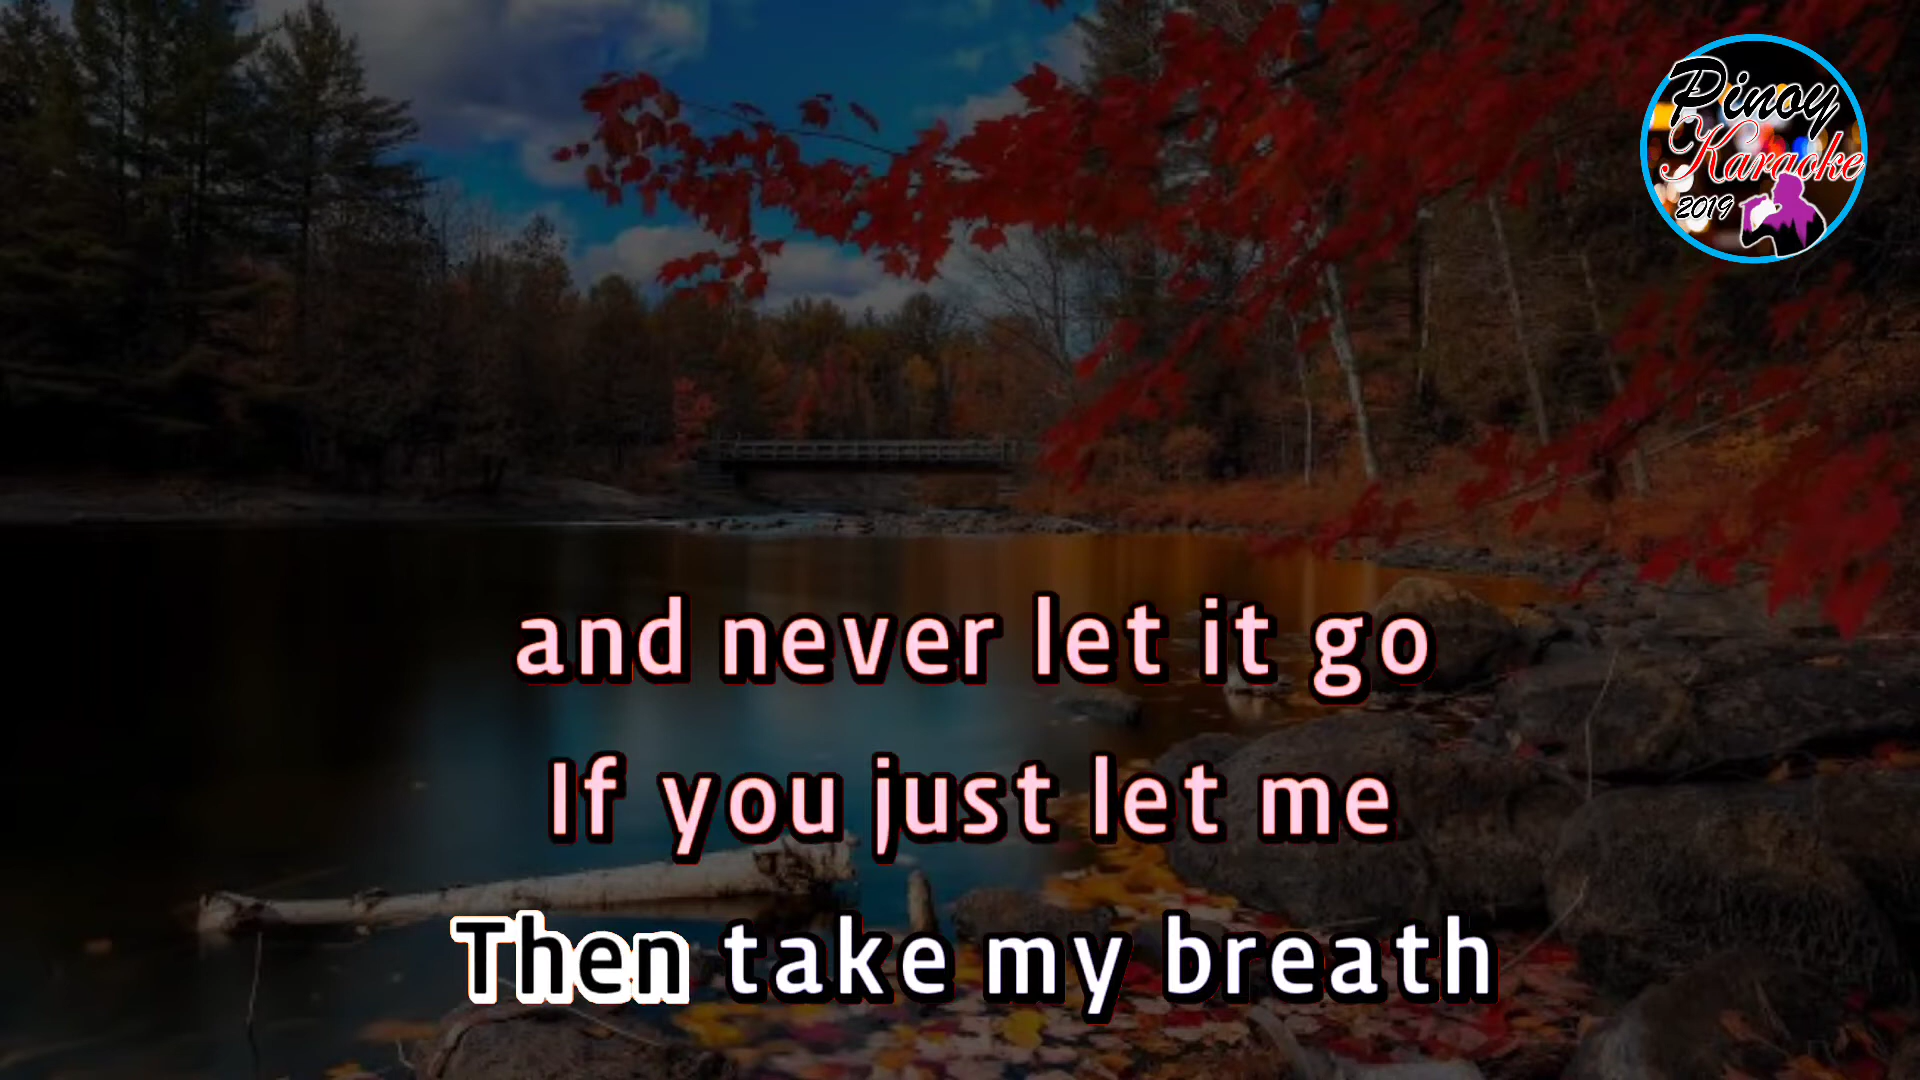 Pinoy
Karaoke
2019
and never let it go
If you just let me
Then take my breath